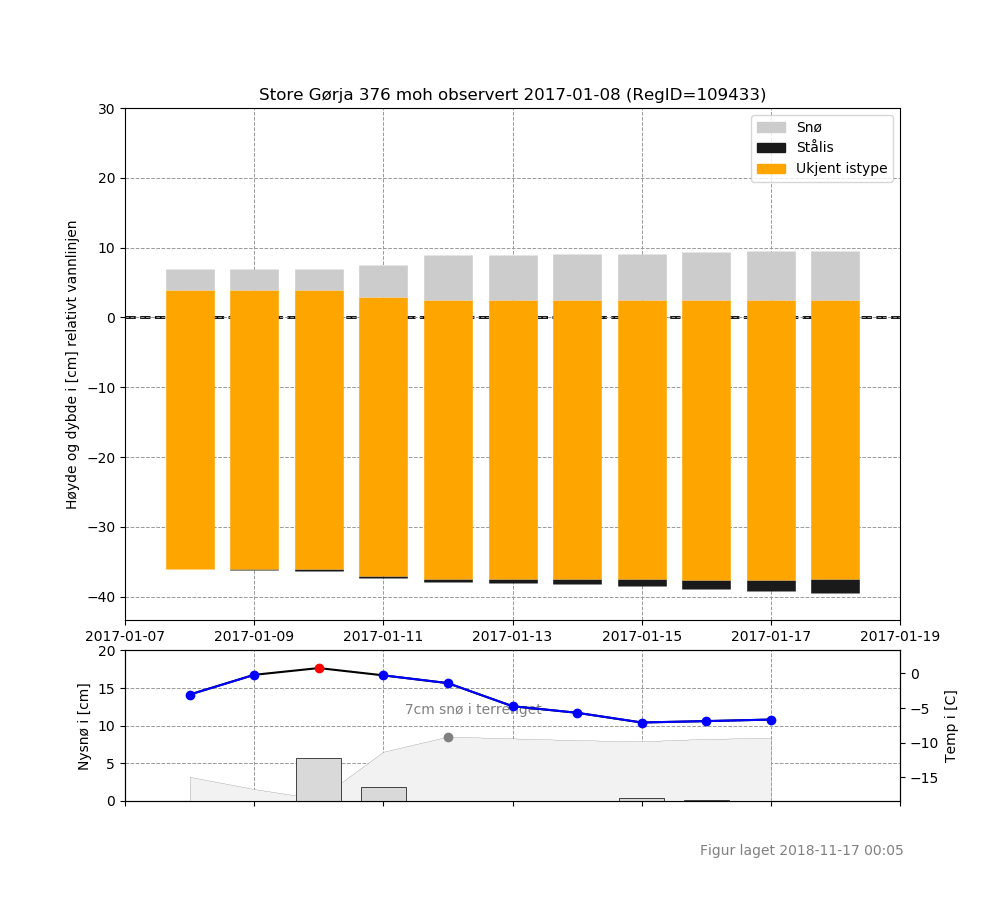 Store Gørja 376 moh observert 2017-01-08 (RegID=109433)
Høyde og dybde i [cm] relativt vannlinjen
30
20
10
0
−10
−20
−30
−40
Snø
Stålis
Ukjent istype
2017-01-07 2017-01-09 2017-01-11 2017-01-13 2017-01-15 2017-01-17 2017-01-19
Nysnø i [cm]
20
15
10
5
0
7cm snø i terrenget
0
−5
−10
−15
Temp i [C]
Figur laget 2018-11-17 00:05